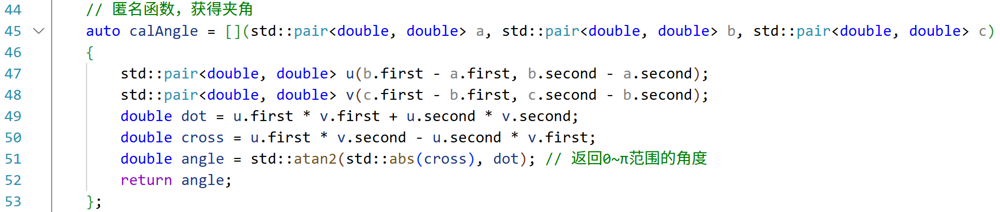 44 // 匿名函数，获得夹角
45 auto calAngle = [](std::pair<double, double> a, std::pair<double, double> b, std::pair<double, double> c)
46 {
47 std::pair<double, double> u(b.first - a.first, b.second - a.second);
48 std::pair<double, double> v(c.first - b.first, c.second - b.second);
49 double dot = u.first * v.first + u.second * v.second;
50 double cross = u.first * v.second - u.second * v.first;
51 double angle = std::atan2(std::abs(cross), dot); // 返回0~π范围的角度
52 return angle;
53 };